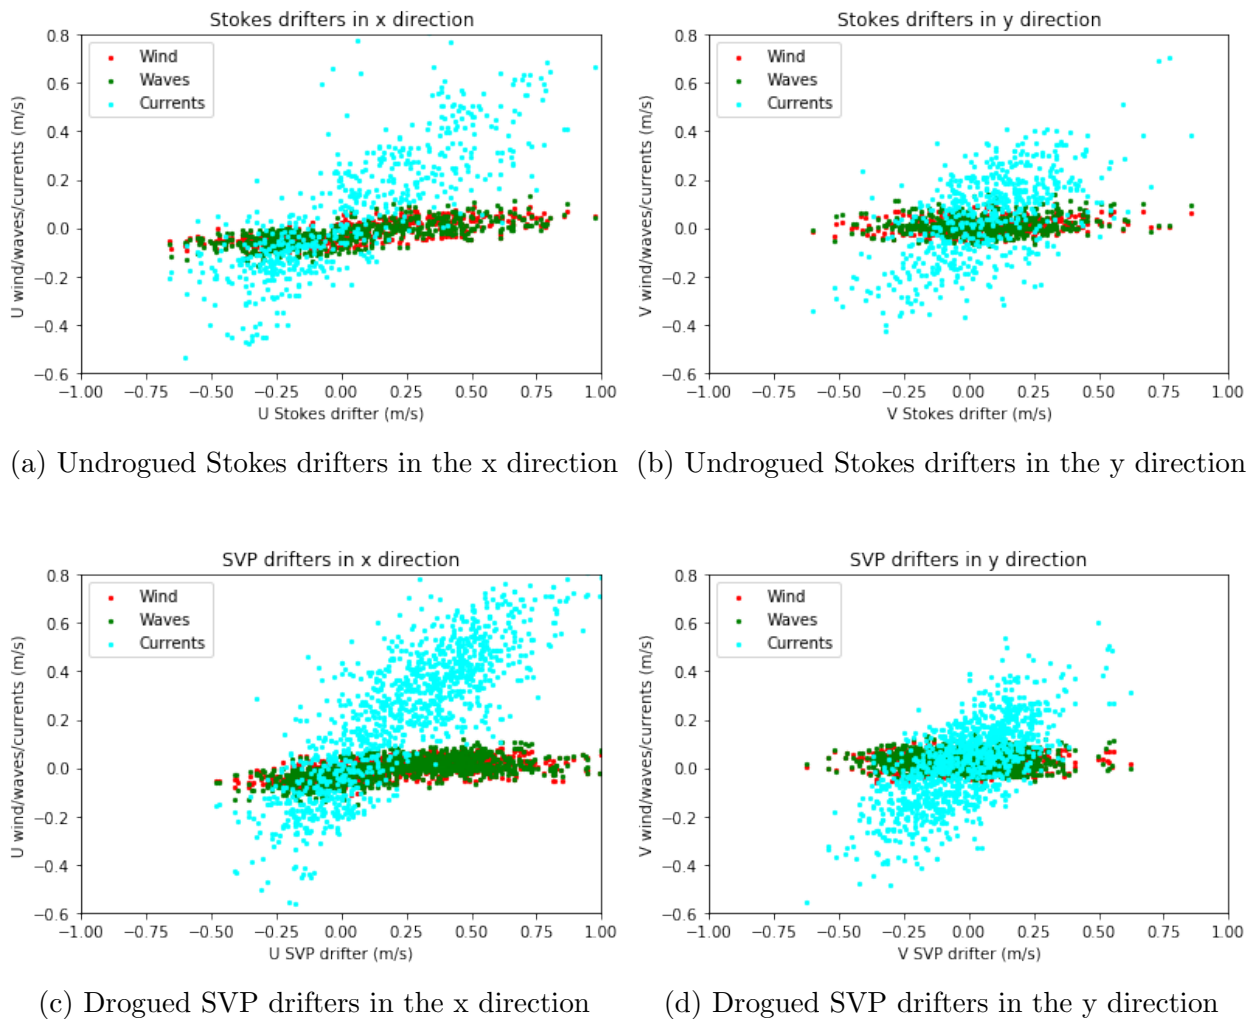 Stokes drifters in x direction
Wind
Waves
Currents
U wind/waves/currents (m/s)
0.8
0.6
0.4
0.2
0.0
−0.2
−0.4
−0.6
−1.00 −0.75 −0.50 −0.25 0.00 0.25 0.50 0.75 1.00
U Stokes drifter (m/s)
(a) Undrogued Stokes drifters in the x direction
Stokes drifters in y direction
Wind
Waves
Currents
V wind/waves/currents (m/s)
0.8
0.6
0.4
0.2
0.0
−0.2
−0.4
−0.6
−1.00 −0.75 −0.50 −0.25 0.00 0.25 0.50 0.75 1.00
V Stokes drifter (m/s)
(b) Undrogued Stokes drifters in the y direction
SVP drifters in x direction
Wind
Waves
Currents
U wind/waves/currents (m/s)
0.8
0.6
0.4
0.2
0.0
−0.2
−0.4
−0.6
−1.00 −0.75 −0.50 −0.25 0.00 0.25 0.50 0.75 1.00
U SVP drifter (m/s)
(c) Drogued SVP drifters in the x direction
SVP drifters in y direction
Wind
Waves
Currents
V wind/waves/currents (m/s)
0.8
0.6
0.4
0.2
0.0
−0.2
−0.4
−0.6
−1.00 −0.75 −0.50 −0.25 0.00 0.25 0.50 0.75 1.00
V SVP drifter (m/s)
(d) Drogued SVP drifters in the y direction